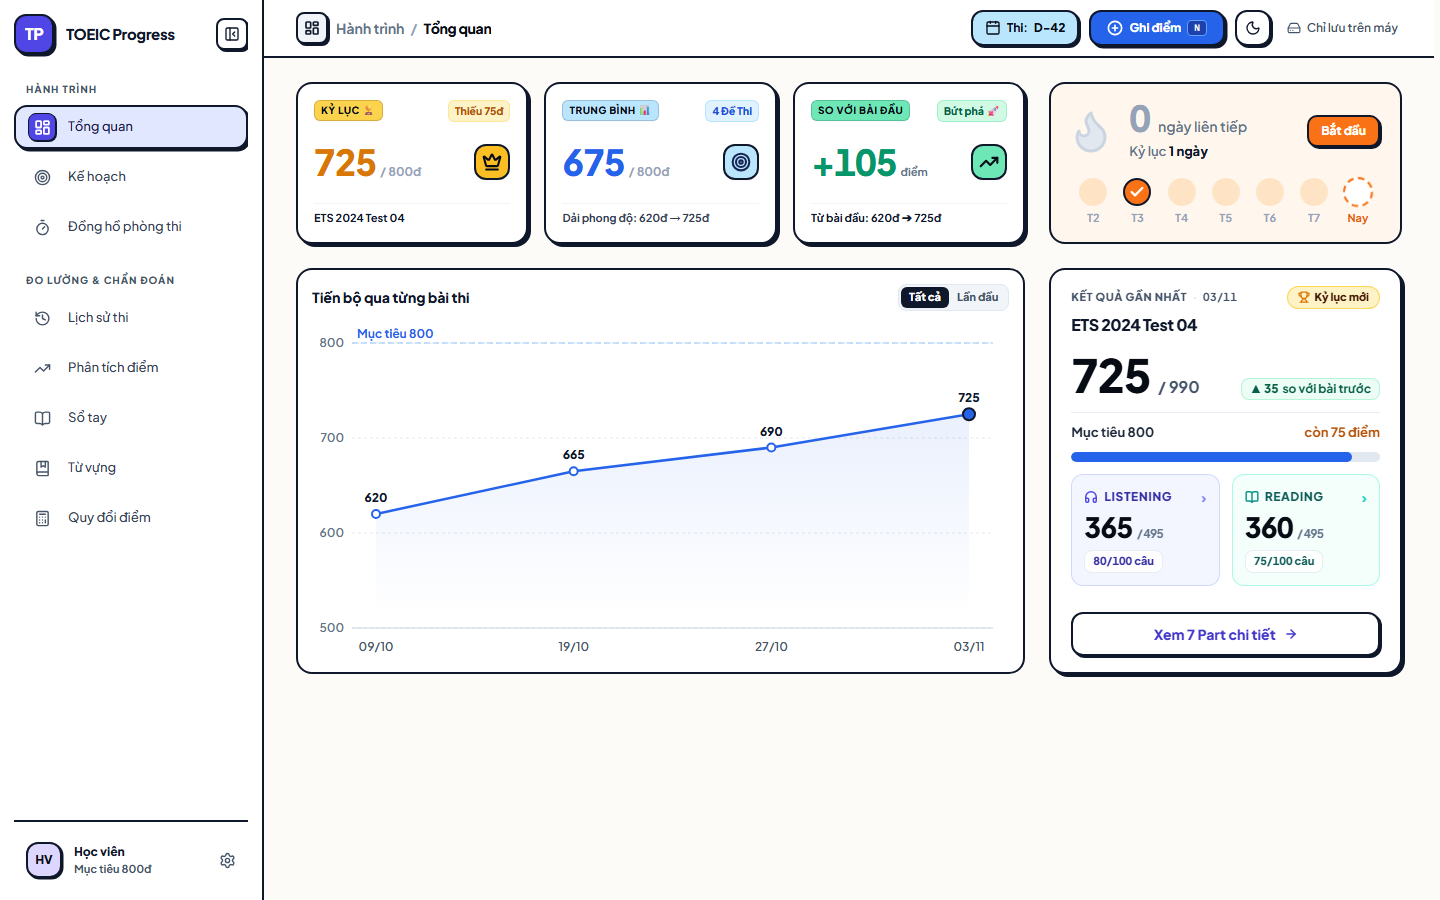 TP TOEIC Progress
HÀNH TRÌNH
Tổng quan
Kế hoạch
Đồng hồ phòng thi
ĐO LƯỜNG & CHẨN ĐOÁN
Lịch sử thi
Phân tích điểm
Sổ tay
Từ vựng
Quy đổi điểm
HV Học viên
Mục tiêu 800đ
Hành trình / Tổng quan
Thi: D-42
Ghi điểm N
Chỉ lưu trên máy
KỶ LỤC Thiếu 75đ
725 / 800đ
ETS 2024 Test 04
TRUNG BÌNH 4 Đề Thi
675 / 800đ
Dải phong độ: 620đ → 725đ
SO VỚI BÀI ĐẦU Bứt phá
+105 điểm
Từ bài đầu: 620đ → 725đ
0 ngày liên tiếp
Kỷ lục 1 ngày
Bắt đầu
T2 T3 T4 T5 T6 T7 Nay
Tiến bộ qua từng bài thi
Tất cả Lần đầu
Mục tiêu 800
800
700
600
500
620
665
690
725
09/10 19/10 27/10 03/11
KẾT QUẢ GẦN NHẤT · 03/11
Kỷ lục mới
ETS 2024 Test 04
725 / 990
▲ 35 so với bài trước
Mục tiêu 800 còn 75 điểm
LISTENING ›
365 /495
80/100 câu
READING ›
360 /495
75/100 câu
Xem 7 Part chi tiết →